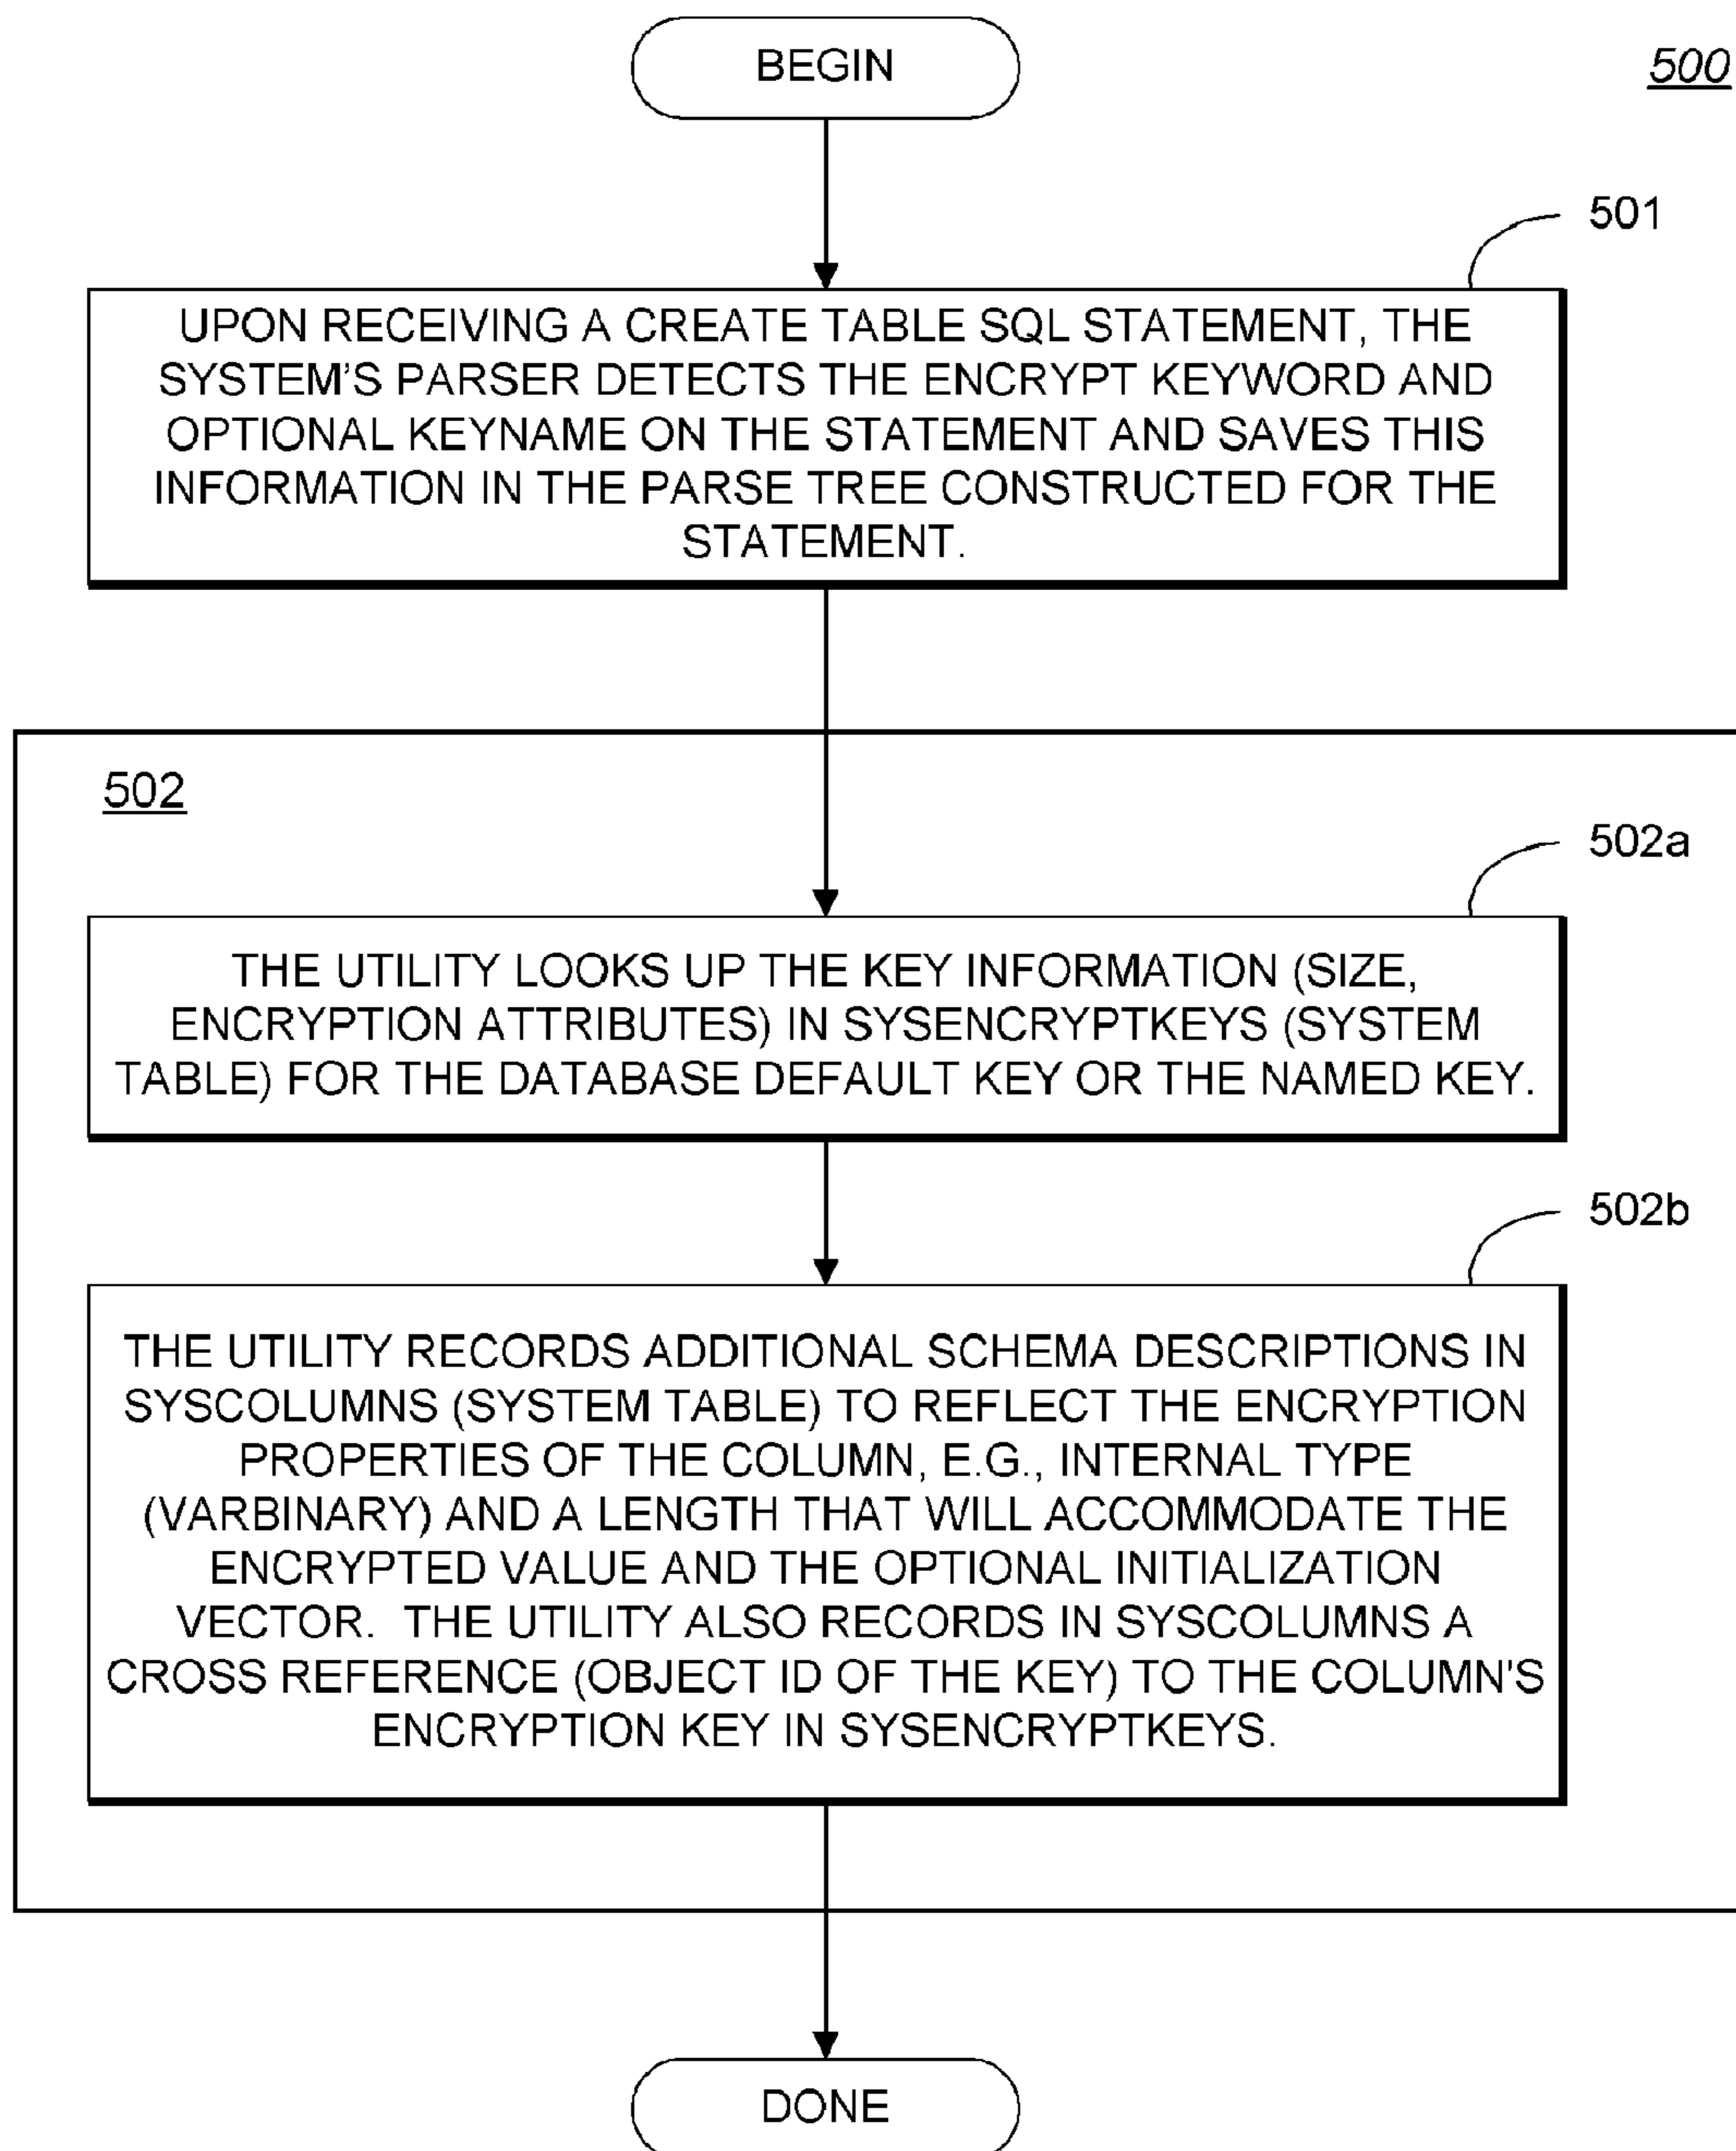 BEGIN
500
501
UPON RECEIVING A CREATE TABLE SQL STATEMENT, THE
SYSTEM'S PARSER DETECTS THE ENCRYPT KEYWORD AND
OPTIONAL KEYNAME ON THE STATEMENT AND SAVES THIS
INFORMATION IN THE PARSE TREE CONSTRUCTED FOR THE
STATEMENT.
502
502a
THE UTILITY LOOKS UP THE KEY INFORMATION (SIZE,
ENCRYPTION ATTRIBUTES) IN SYSENCRYPTKEYS (SYSTEM
TABLE) FOR THE DATABASE DEFAULT KEY OR THE NAMED KEY.
502b
THE UTILITY RECORDS ADDITIONAL SCHEMA DESCRIPTIONS IN
SYSCOLUMNS (SYSTEM TABLE) TO REFLECT THE ENCRYPTION
PROPERTIES OF THE COLUMN, E.G., INTERNAL TYPE
(VARBINARY) AND A LENGTH THAT WILL ACCOMMODATE THE
ENCRYPTED VALUE AND THE OPTIONAL INITIALIZATION
VECTOR. THE UTILITY ALSO RECORDS IN SYSCOLUMNS A
CROSS REFERENCE (OBJECT ID OF THE KEY) TO THE COLUMN'S
ENCRYPTION KEY IN SYSENCRYPTKEYS.
DONE